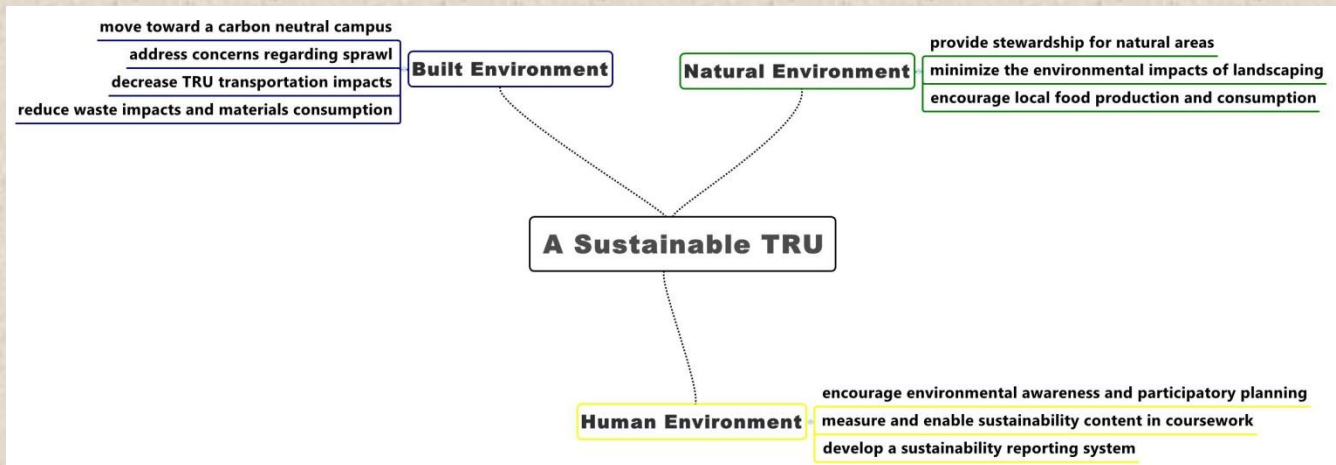 move toward a carbon neutral campus
address concerns regarding sprawl
decrease TRU transportation impacts
reduce waste impacts and materials consumption
Built Environment
Natural Environment
provide stewardship for natural areas
minimize the environmental impacts of landscaping
encourage local food production and consumption
A Sustainable TRU
Human Environment
encourage environmental awareness and participatory planning
measure and enable sustainability content in coursework
develop a sustainability reporting system